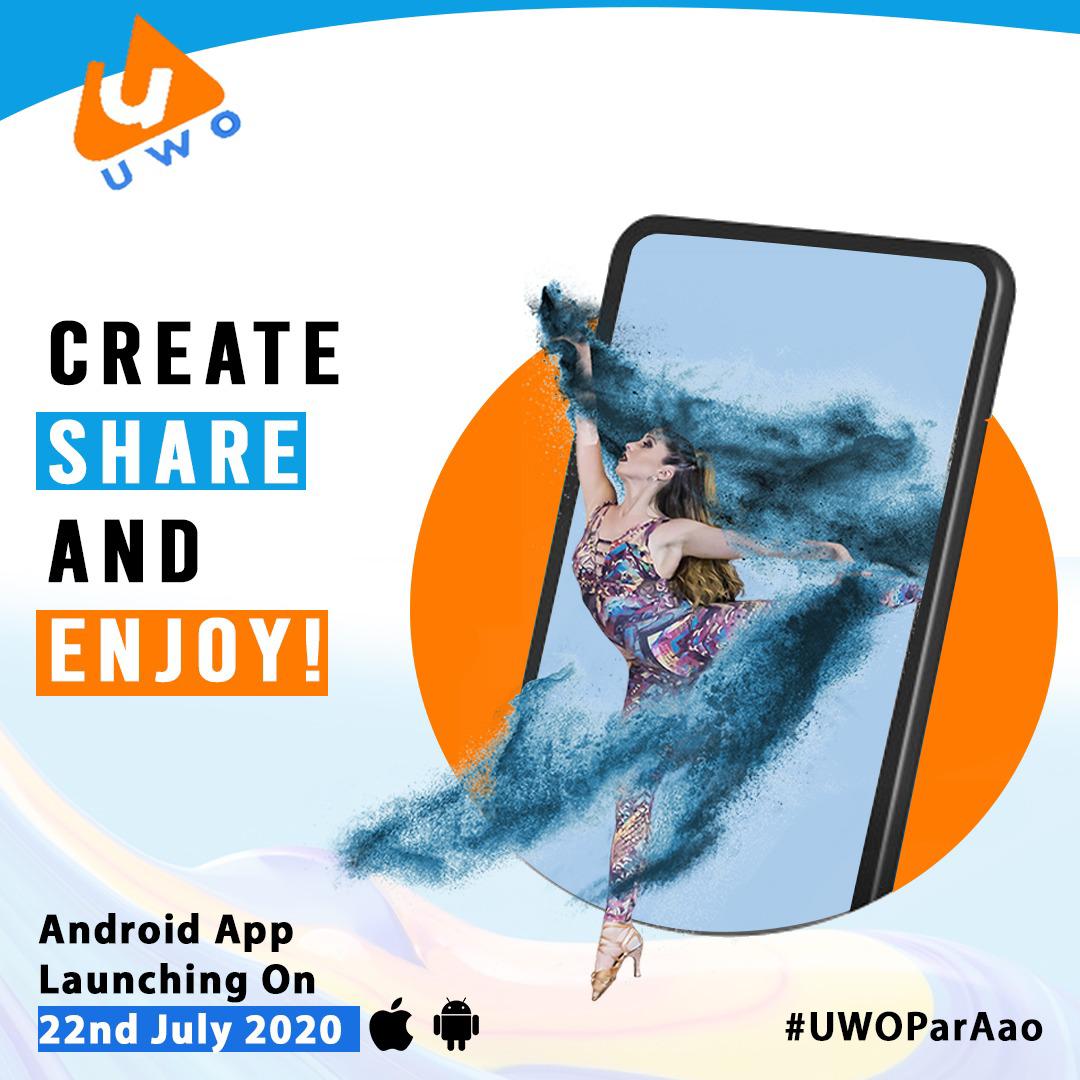 U
UWO
CREATE
SHARE
AND
ENJOY!
Android App
Launching On
22nd July 2020
#UWOParAao